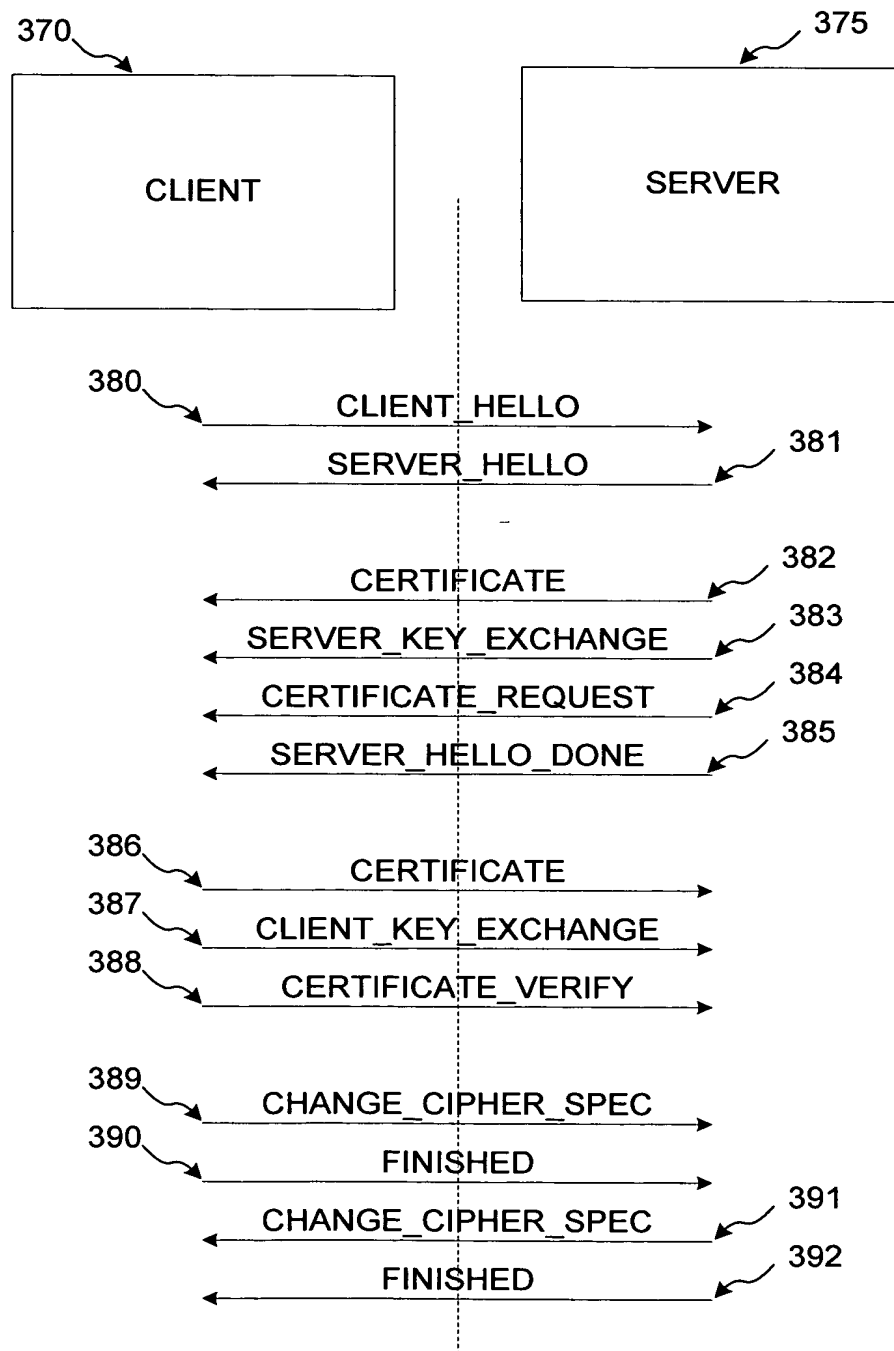 370
375
CLIENT
SERVER
380
CLIENT_HELLO
SERVER_HELLO
381
CERTIFICATE
382
SERVER_KEY_EXCHANGE
383
CERTIFICATE_REQUEST
384
SERVER_HELLO_DONE
385
386
CERTIFICATE
387
CLIENT_KEY_EXCHANGE
388
CERTIFICATE_VERIFY
389
CHANGE_CIPHER_SPEC
390
FINISHED
CHANGE_CIPHER_SPEC
391
FINISHED
392